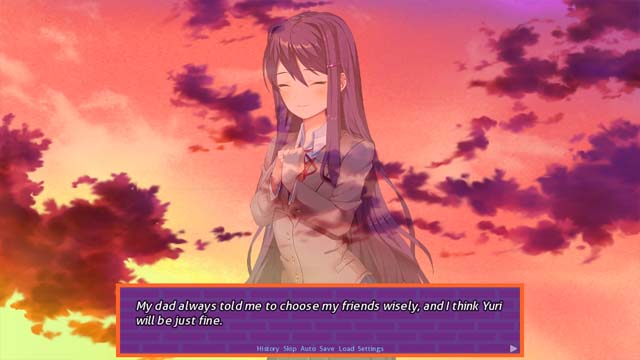 My dad always told me to choose my friends wisely, and I think Yuri
will be just fine.
History Skip Auto Save Load Settings